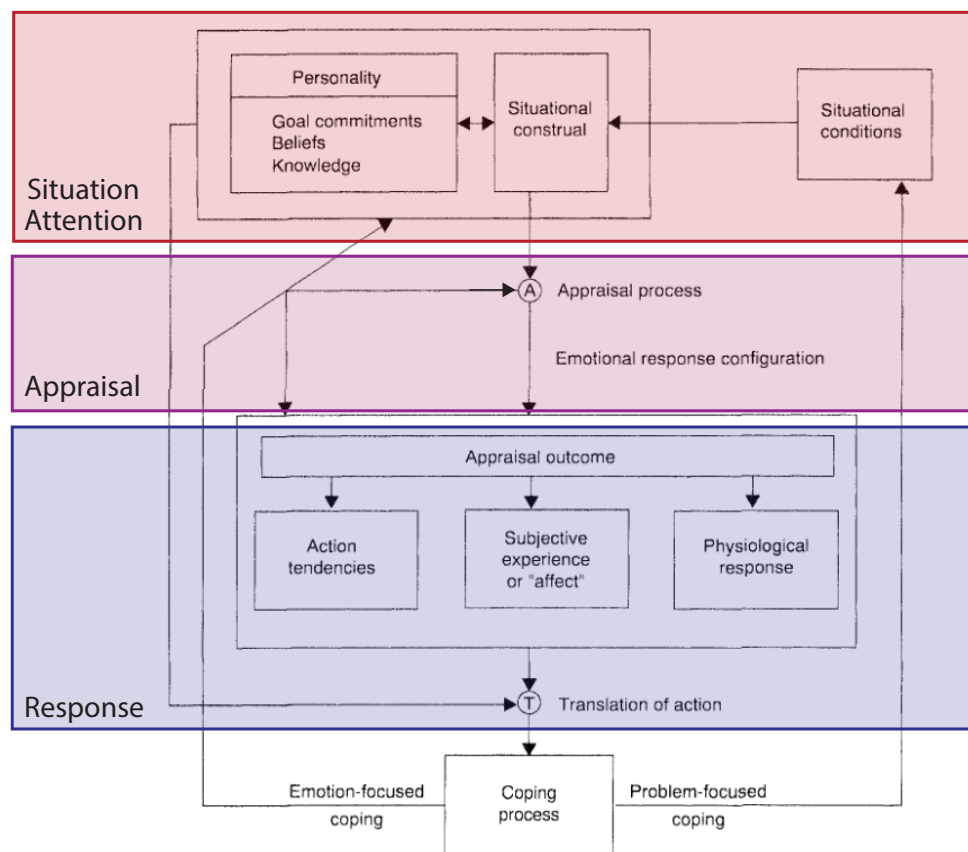 Personality
Goal commitments
Beliefs
Knowledge
Situational
construal
Situational
conditions
Situation
Attention
A
Appraisal process
Emotional response configuration
Appraisal
Appraisal outcome
Action
tendencies
Subjective
experience
or "affect"
Physiological
response
T
Translation of action
Response
Emotion-focused
coping
Coping
process
Problem-focused
coping